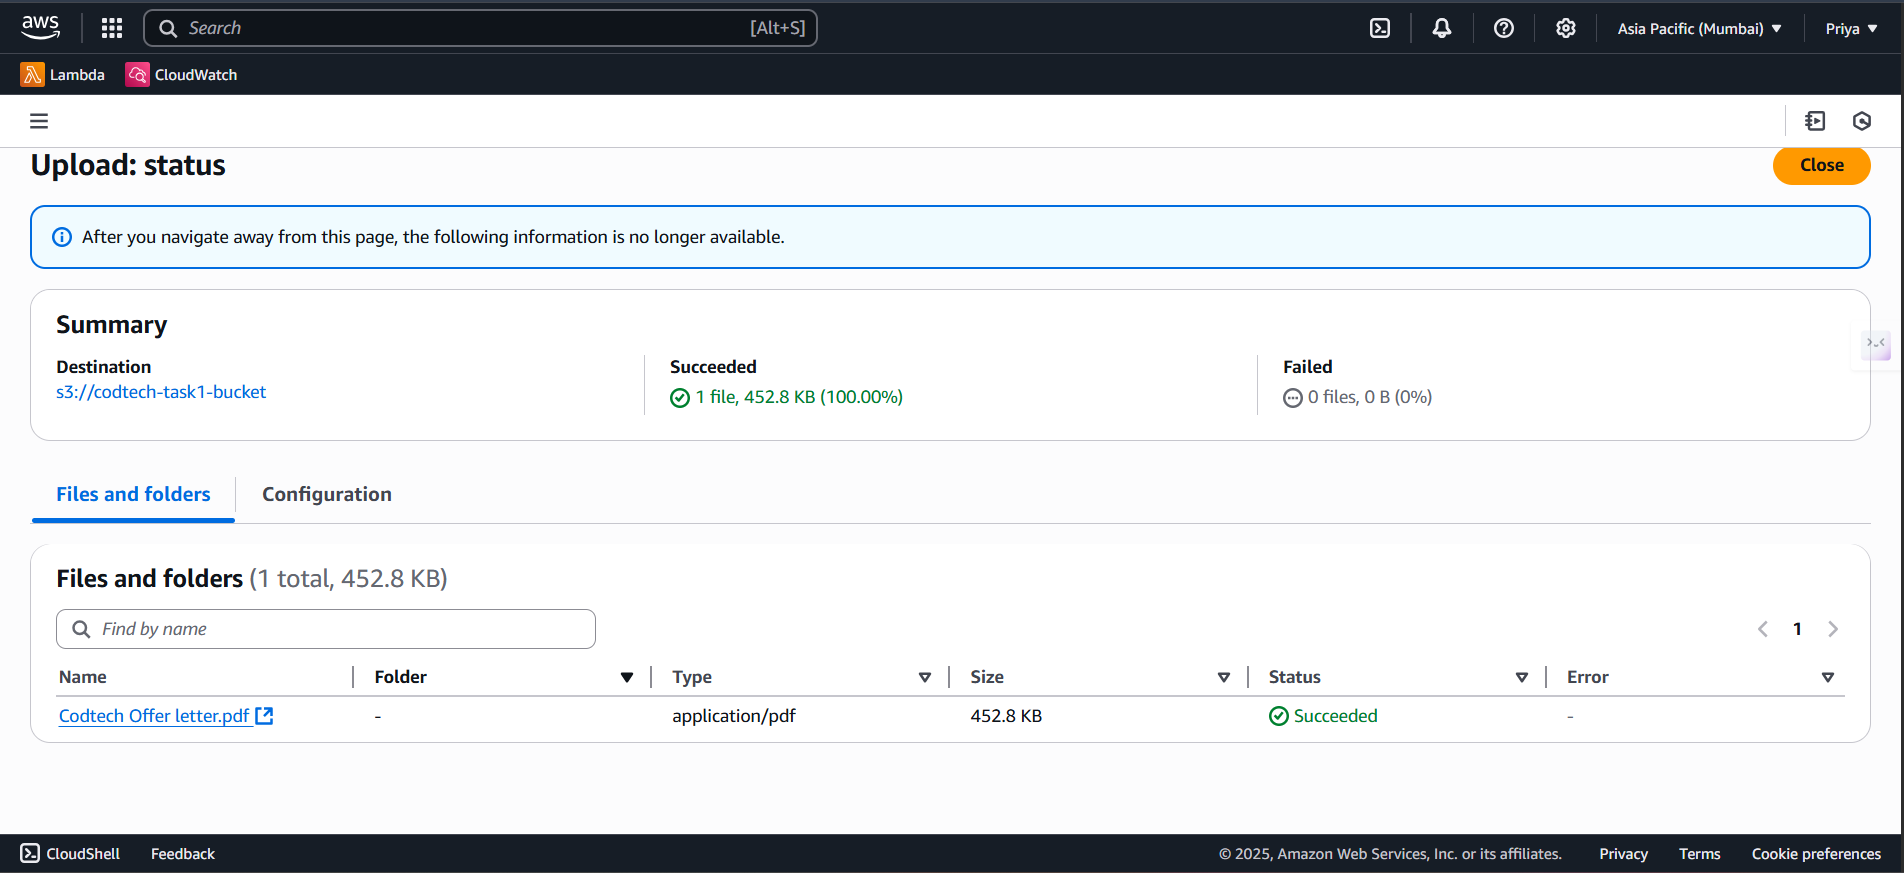 aws
Search [Alt+S]
Asia Pacific (Mumbai)
Priya
Lambda
CloudWatch
Upload: status
Close
After you navigate away from this page, the following information is no longer available.
Summary
Destination
s3://codtech-task1-bucket
Succeeded
1 file, 452.8 KB (100.00%)
Failed
0 files, 0 B (0%)
Files and folders
Configuration
Files and folders (1 total, 452.8 KB)
Find by name
1
Name Folder Type Size Status Error
Codtech Offer letter.pdf - application/pdf 452.8 KB Succeeded -
CloudShell Feedback © 2025, Amazon Web Services, Inc. or its affiliates. Privacy Terms Cookie preferences